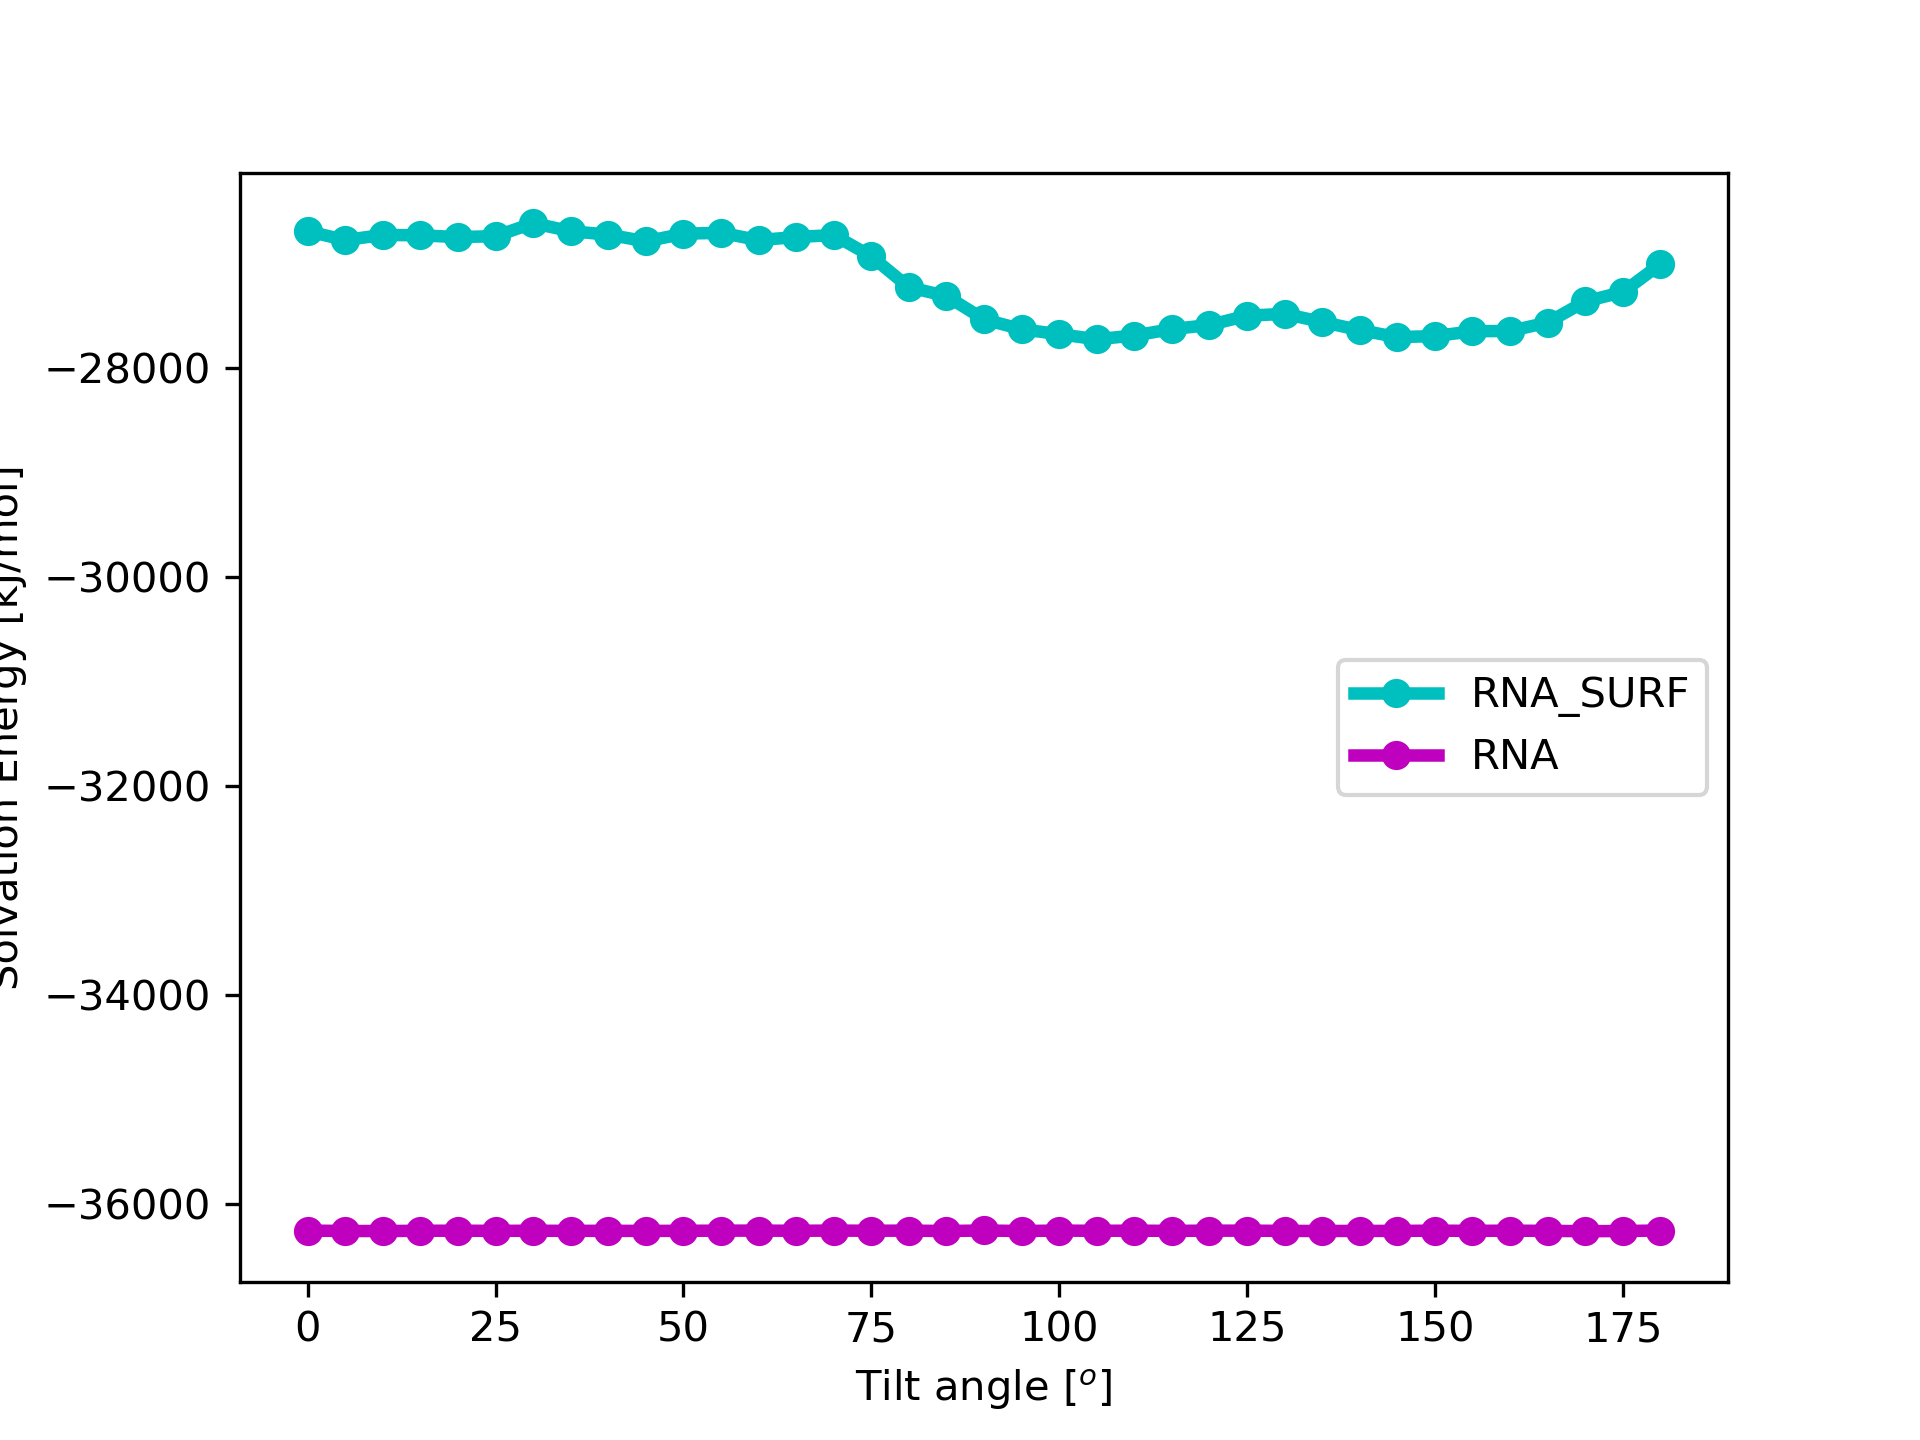 −28000
−30000
−32000
−34000
−36000
Solvation Energy [kJ/mol]
RNA_SURF
RNA
0 25 50 75 100 125 150 175
Tilt angle [o]